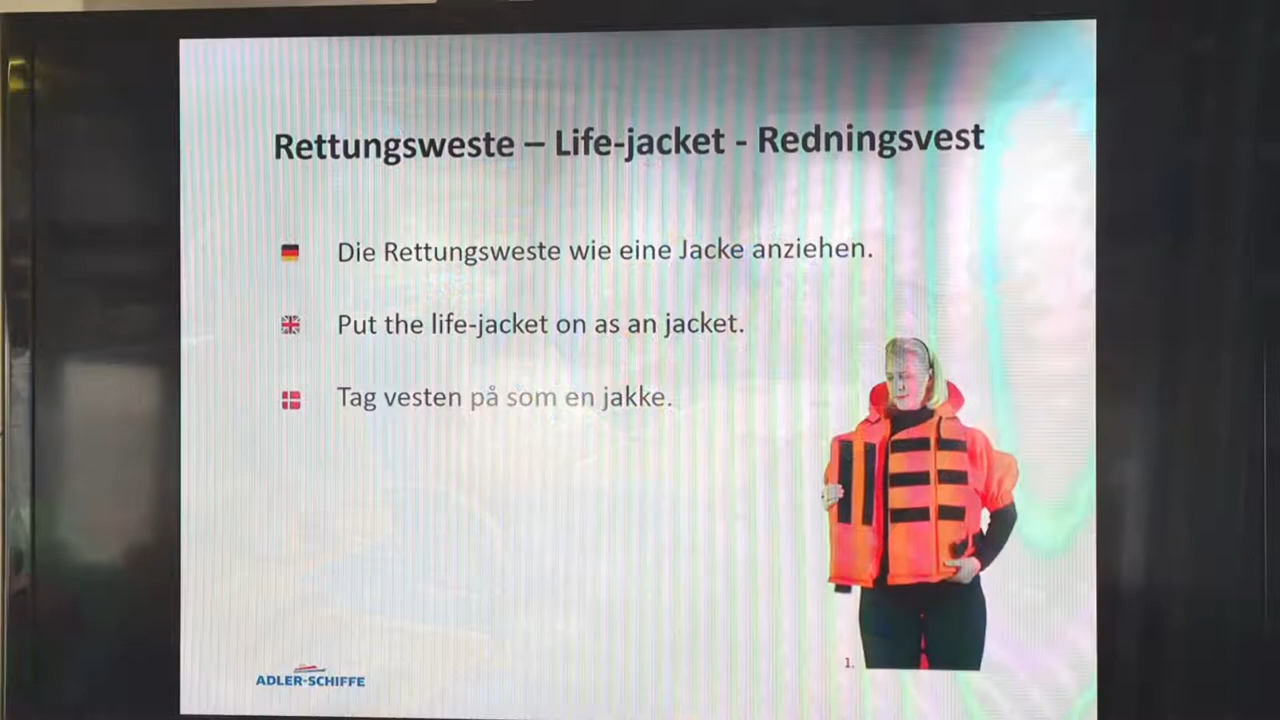 Rettungsweste – Life-jacket - Redningsvest
Die Rettungsweste wie eine Jacke anziehen.
Put the life-jacket on as an jacket.
Tag vesten på som en jakke.
1.
ADLER-SCHIFFE